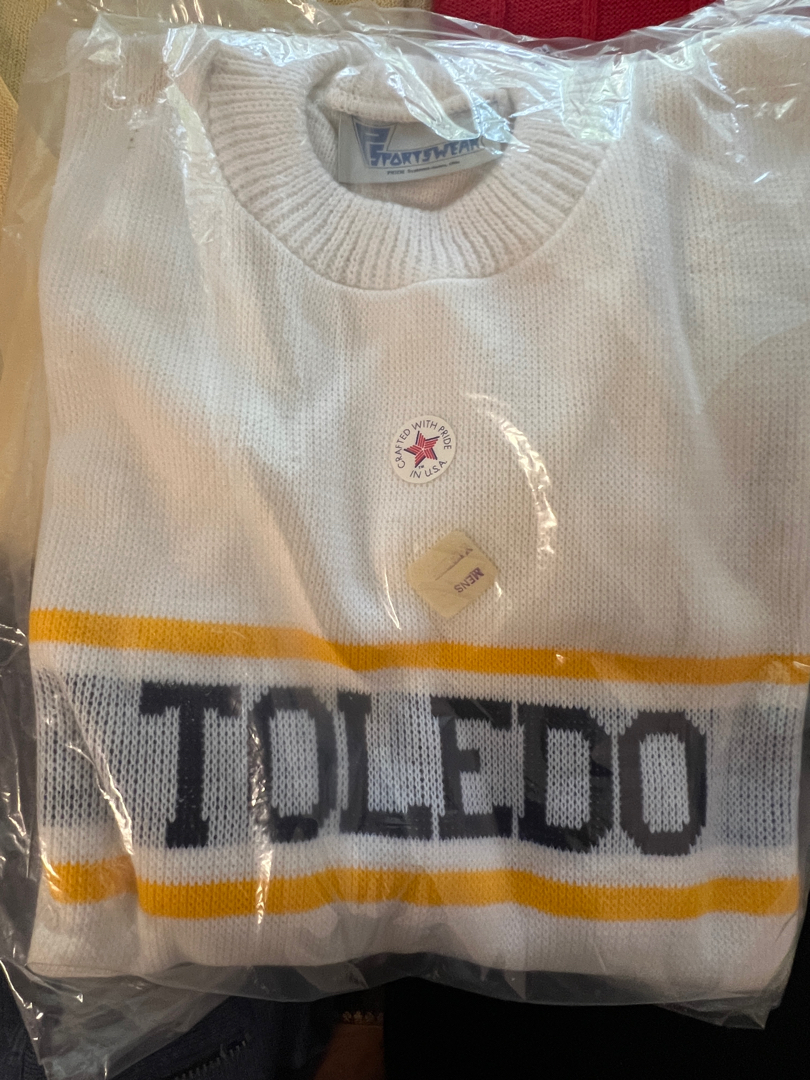 SPORTSWEAR
CRAFTED WITH PRIDE
IN U.S.A.
MENS
TOLEDO